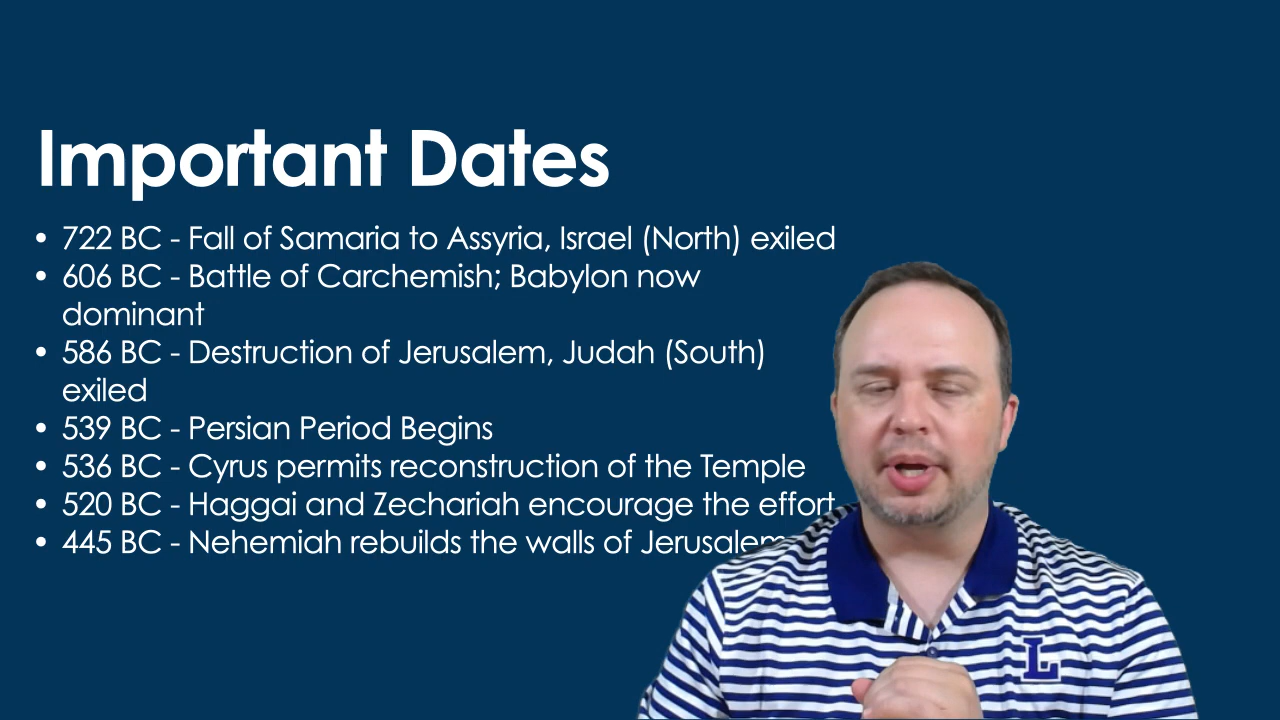 Important Dates
• 722 BC - Fall of Samaria to Assyria, Israel (North) exiled
• 606 BC - Battle of Carchemish; Babylon now
dominant
• 586 BC - Destruction of Jerusalem, Judah (South)
exiled
• 539 BC - Persian Period Begins
• 536 BC - Cyrus permits reconstruction of the Temple
• 520 BC - Haggai and Zechariah encourage the effort
• 445 BC - Nehemiah rebuilds the walls of Jerusalem
L